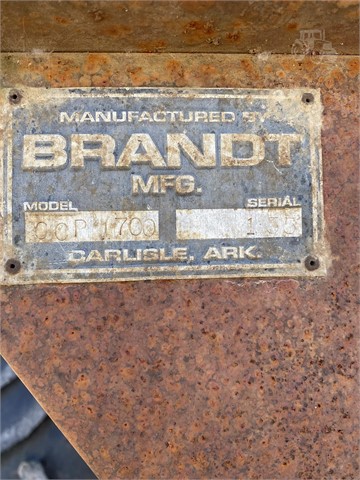 MANUFACTURED BY
BRANDT
MFG.
MODEL SERIAL
CARLISLE, ARK.